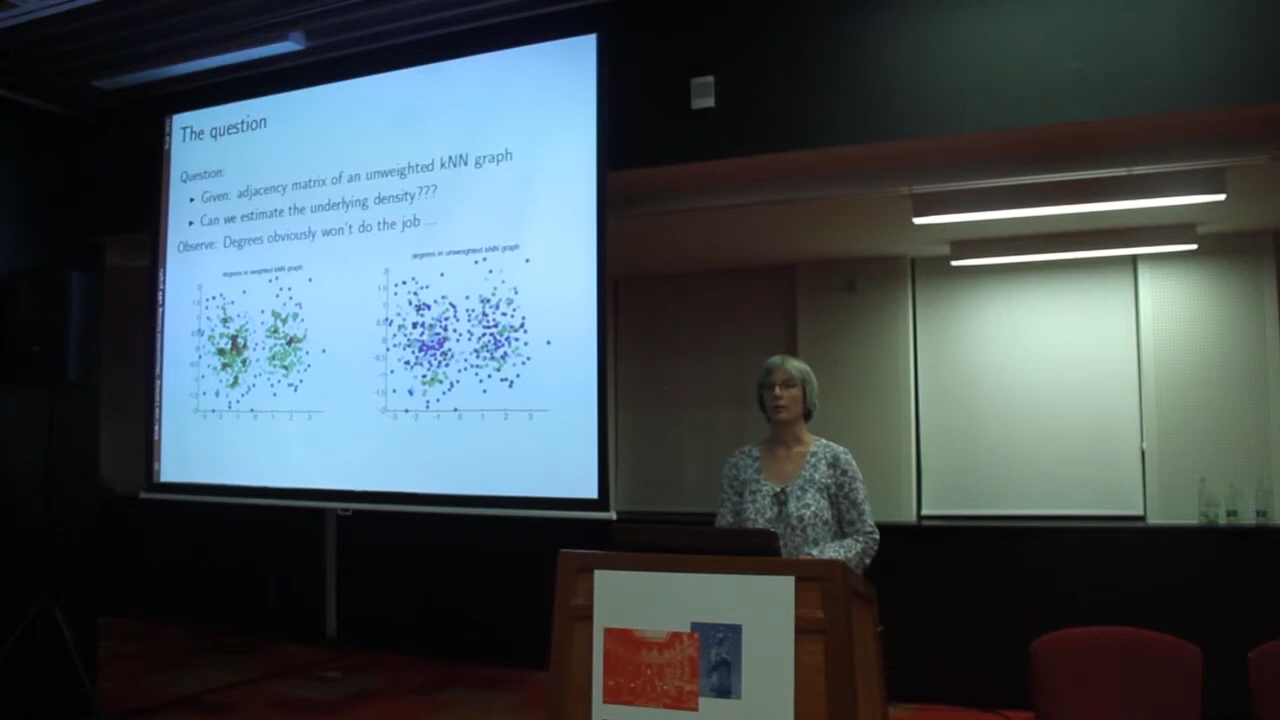 The question
Question:
▸ Given: adjacency matrix of an unweighted kNN graph
▸ Can we estimate the underlying density???
Observe: Degrees obviously won't do the job ...
degrees in weighted kNN graph
degrees in unweighted kNN graph